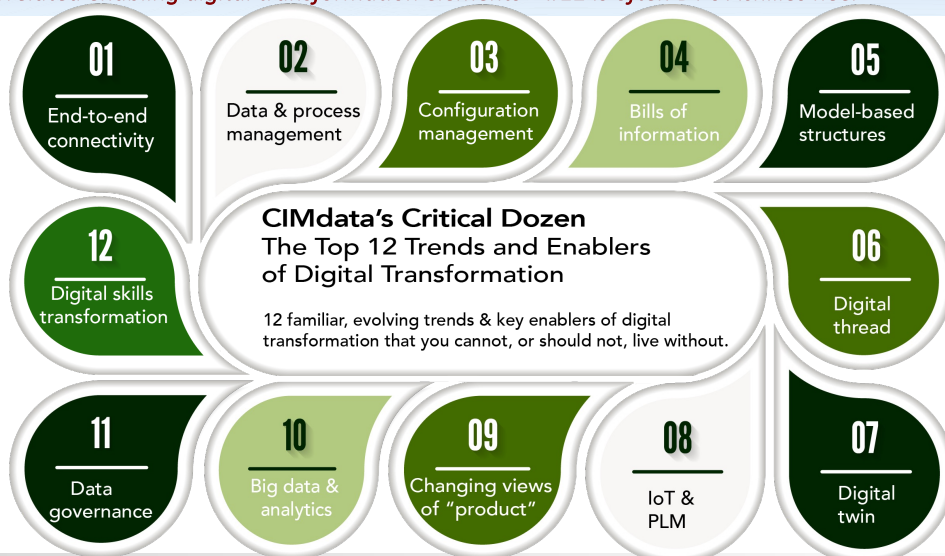 01
End-to-end
connectivity
02
Data & process
management
03
Configuration
management
04
Bills of
information
05
Model-based
structures
12
Digital skills
transformation
CIMdata’s Critical Dozen
The Top 12 Trends and Enablers
of Digital Transformation
12 familiar, evolving trends & key enablers of digital
transformation that you cannot, or should not, live without.
06
Digital
thread
11
Data
governance
10
Big data &
analytics
09
Changing views
of “product”
08
IoT &
PLM
07
Digital
twin